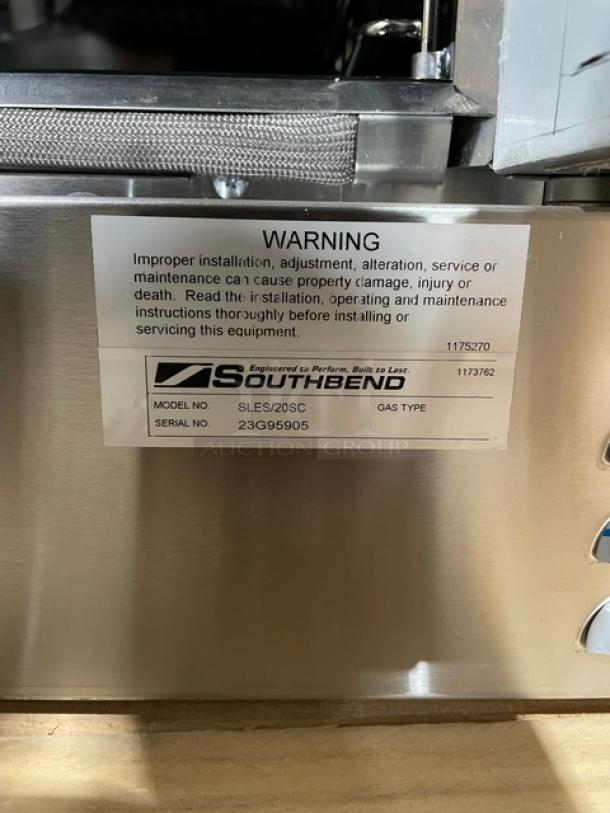 WARNING
Improper installation, adjustment, alteration, service or
maintenance can cause property damage, injury or
death. Read the installation, operating and maintenance
instructions thoroughly before installing or
servicing this equipment.
1175270
Engineered to Perform, Built to Last.
SOUTHBEND
1173762
MODEL NO. SLES/20SC GAS TYPE
SERIAL NO. 23G95905
AUCTION GROUP